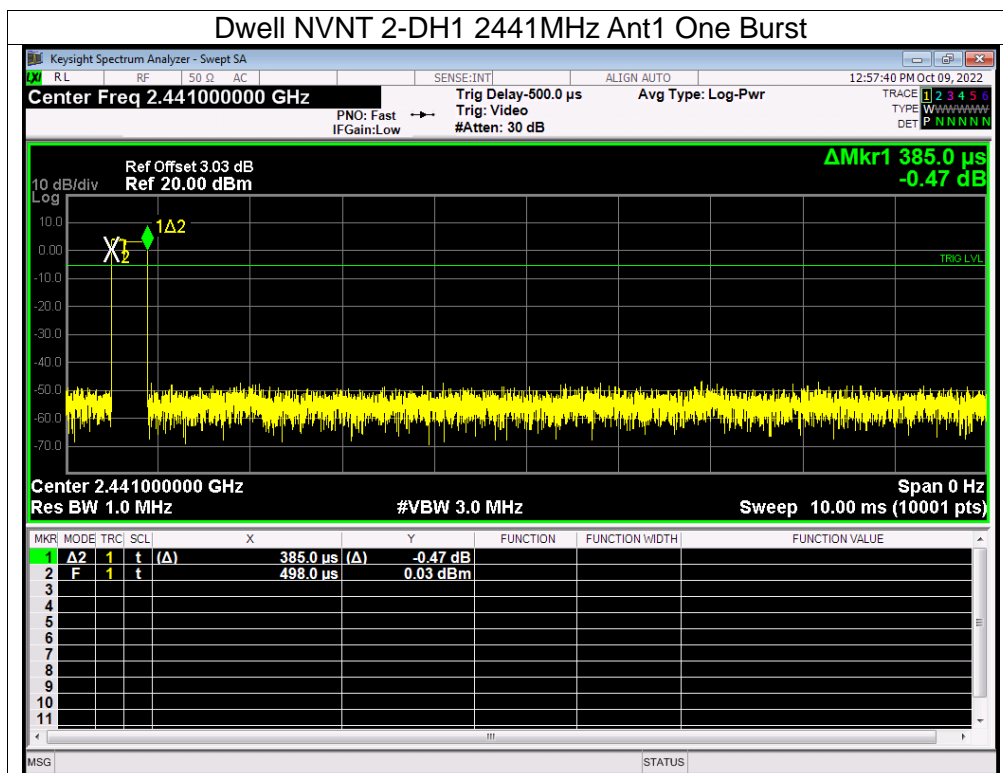 Dwell NVNT 2-DH1 2441MHz Ant1 One Burst
Keysight Spectrum Analyzer - Swept SA
LXI RL RF 50 Ω AC SENSE:INT ALIGN AUTO 12:57:40 PM Oct 09, 2022
Center Freq 2.441000000 GHz
PNO: Fast
IFGain:Low
Trig Delay-500.0 µs
Trig: Video
#Atten: 30 dB
Avg Type: Log-Pwr
TRACE 1 2 3 4 5 6
TYPE WWWWWW
DET P N N N N N
Ref Offset 3.03 dB
10 dB/div Ref 20.00 dBm
Log
ΔMkr1 385.0 µs
-0.47 dB
10.0
0.00
-10.0
-20.0
-30.0
-40.0
-50.0
-60.0
-70.0
1Δ2
X2
TRIG LVL
Center 2.441000000 GHz Span 0 Hz
Res BW 1.0 MHz #VBW 3.0 MHz Sweep 10.00 ms (10001 pts)
MKR MODE TRC SCL X Y FUNCTION FUNCTION WIDTH FUNCTION VALUE
1 Δ2 1 t (Δ) 385.0 µs (Δ) -0.47 dB
2 F 1 t 498.0 µs 0.03 dBm
3
4
5
6
7
8
9
10
11
MSG STATUS